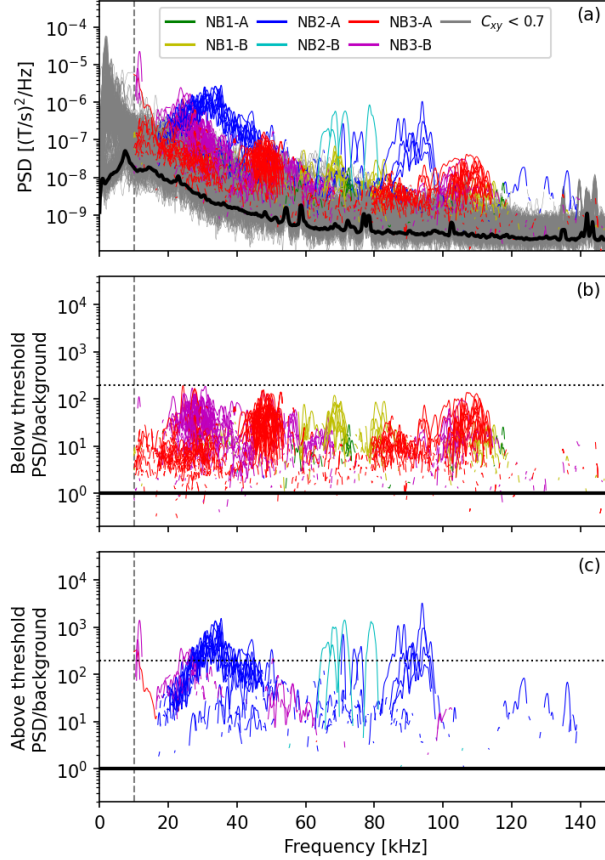 (a)
NB1-A NB2-A NB3-A C_xy < 0.7
NB1-B NB2-B NB3-B
PSD [(T/s)²/Hz]
10⁻⁴
10⁻⁵
10⁻⁶
10⁻⁷
10⁻⁸
10⁻⁹
(b)
Below threshold
PSD/background
10⁴
10³
10²
10¹
10⁰
(c)
Above threshold
PSD/background
10⁴
10³
10²
10¹
10⁰
0 20 40 60 80 100 120 140
Frequency [kHz]